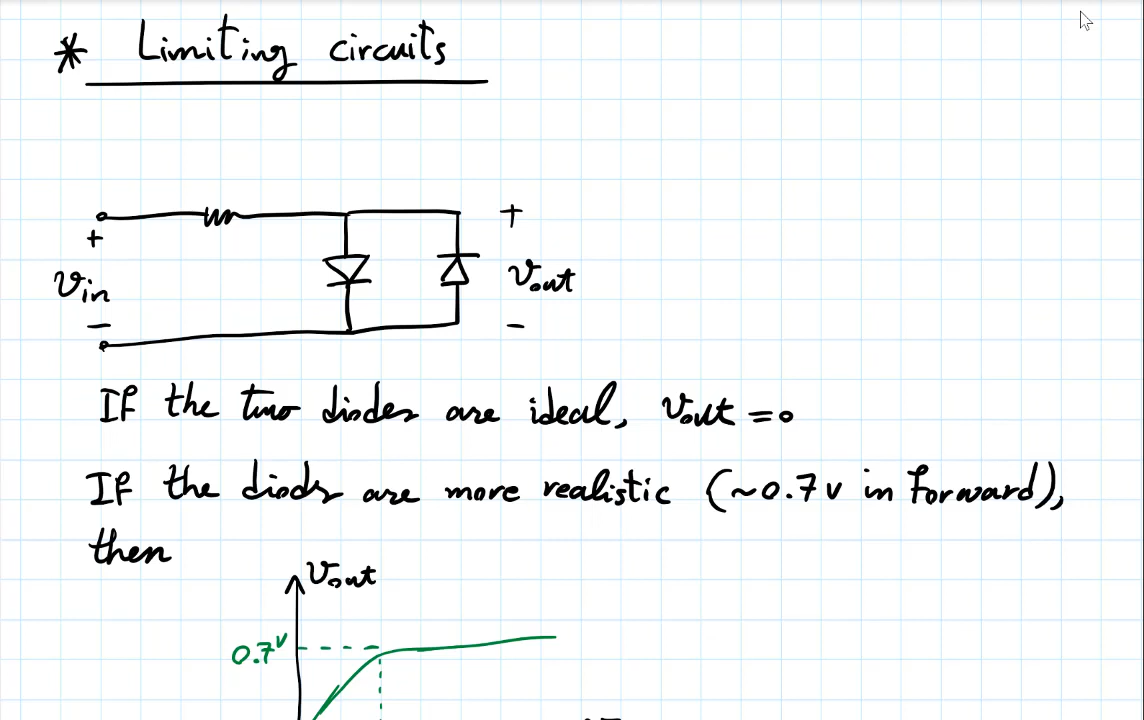 * Limiting circuits
+
+
Vin
Vout
−
−
If the two diodes are ideal, Vout = 0
If the diodes are more realistic (~0.7v in forward),
then
Vout
0.7v